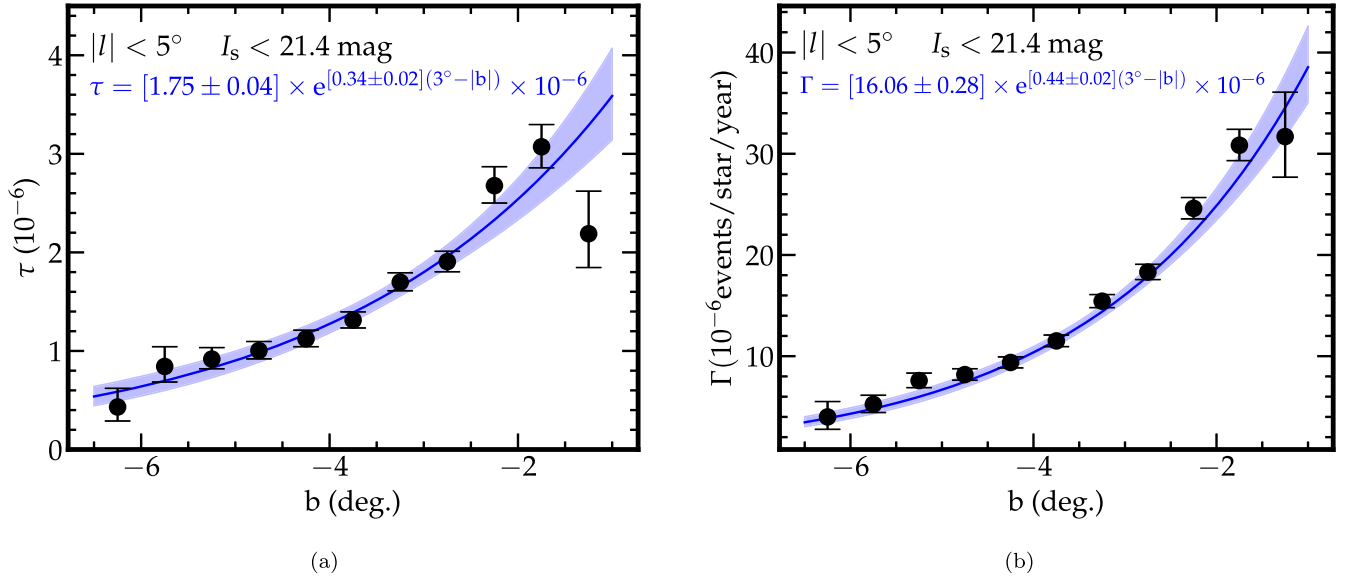 |l| < 5° I_s < 21.4 mag
τ = [1.75 ± 0.04] × e^{[0.34±0.02](3°−|b|)} × 10^{−6}
τ (10^{−6})
4
3
2
1
0
−6 −4 −2
b (deg.)
(a)
|l| < 5° I_s < 21.4 mag
Γ = [16.06 ± 0.28] × e^{[0.44±0.02](3°−|b|)} × 10^{−6}
Γ(10^{−6}events/star/year)
40
30
20
10
−6 −4 −2
b (deg.)
(b)